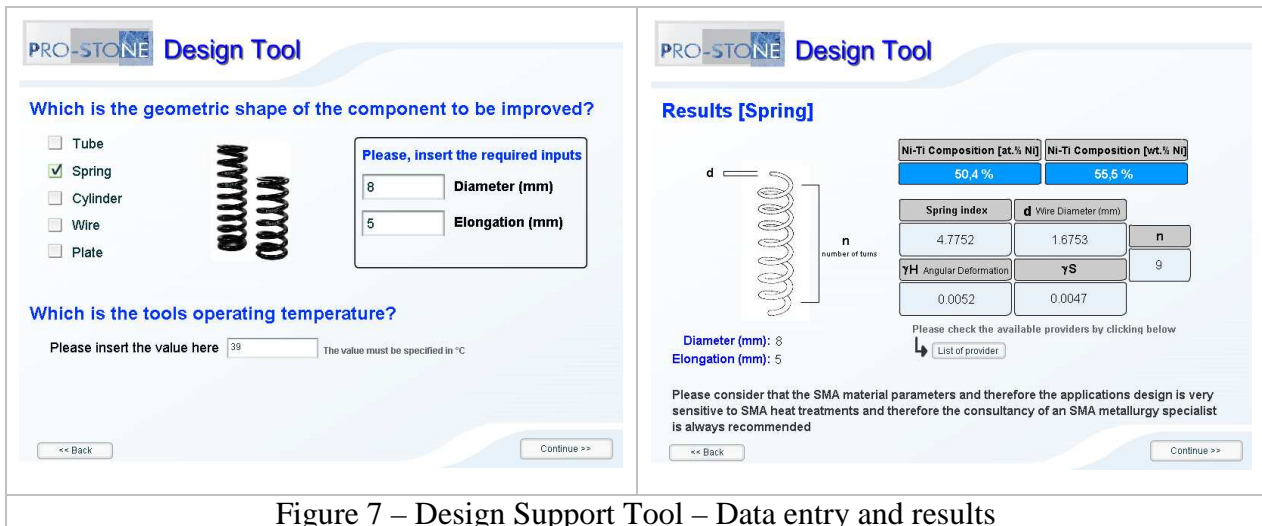 PRO-STONE Design Tool
Which is the geometric shape of the component to be improved?
Tube
Spring
Cylinder
Wire
Plate
Please, insert the required inputs
8 Diameter (mm)
5 Elongation (mm)
Which is the tools operating temperature?
Please insert the value here 39 The value must be specified in °C
<< Back
Continue >>
PRO-STONE Design Tool
Results [Spring]
d
n
number of turns
Diameter (mm): 8
Elongation (mm): 5
Ni-Ti Composition [at.% Ni] Ni-Ti Composition [wt.% Ni]
50,4 % 55,5 %
Spring index d Wire Diameter (mm)
4.7752 1.6753 n
γH Angular Deformation γS 9
0.0052 0.0047
Please check the available providers by clicking below
List of provider
Please consider that the SMA material parameters and therefore the applications design is very
sensitive to SMA heat treatments and therefore the consultancy of an SMA metallurgy specialist
is always recommended
<< Back
Continue >>
Figure 7 – Design Support Tool – Data entry and results